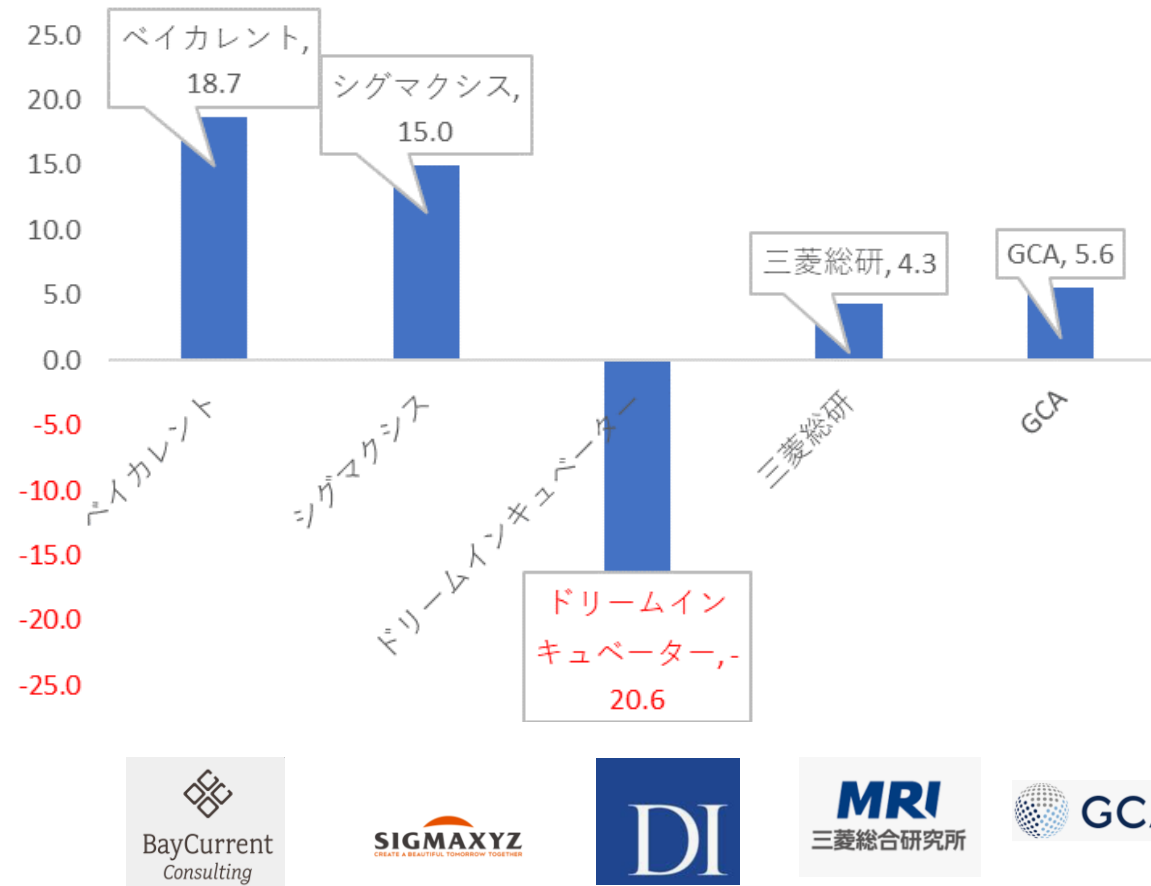 25.0
20.0
15.0
10.0
5.0
0.0
-5.0
-10.0
-15.0
-20.0
-25.0
ベイカレント,
18.7
シグマクシス,
15.0
三菱総研, 4.3
GCA, 5.6
ドリームイン
キュベーター, -
20.6
ベイカレント
シグマクシス
ドリームインキュベーター
三菱総研
GCA
BayCurrent
Consulting
SIGMAXYZ
CREATE A BEAUTIFUL TOMORROW TOGETHER
DI
MRI
三菱総合研究所